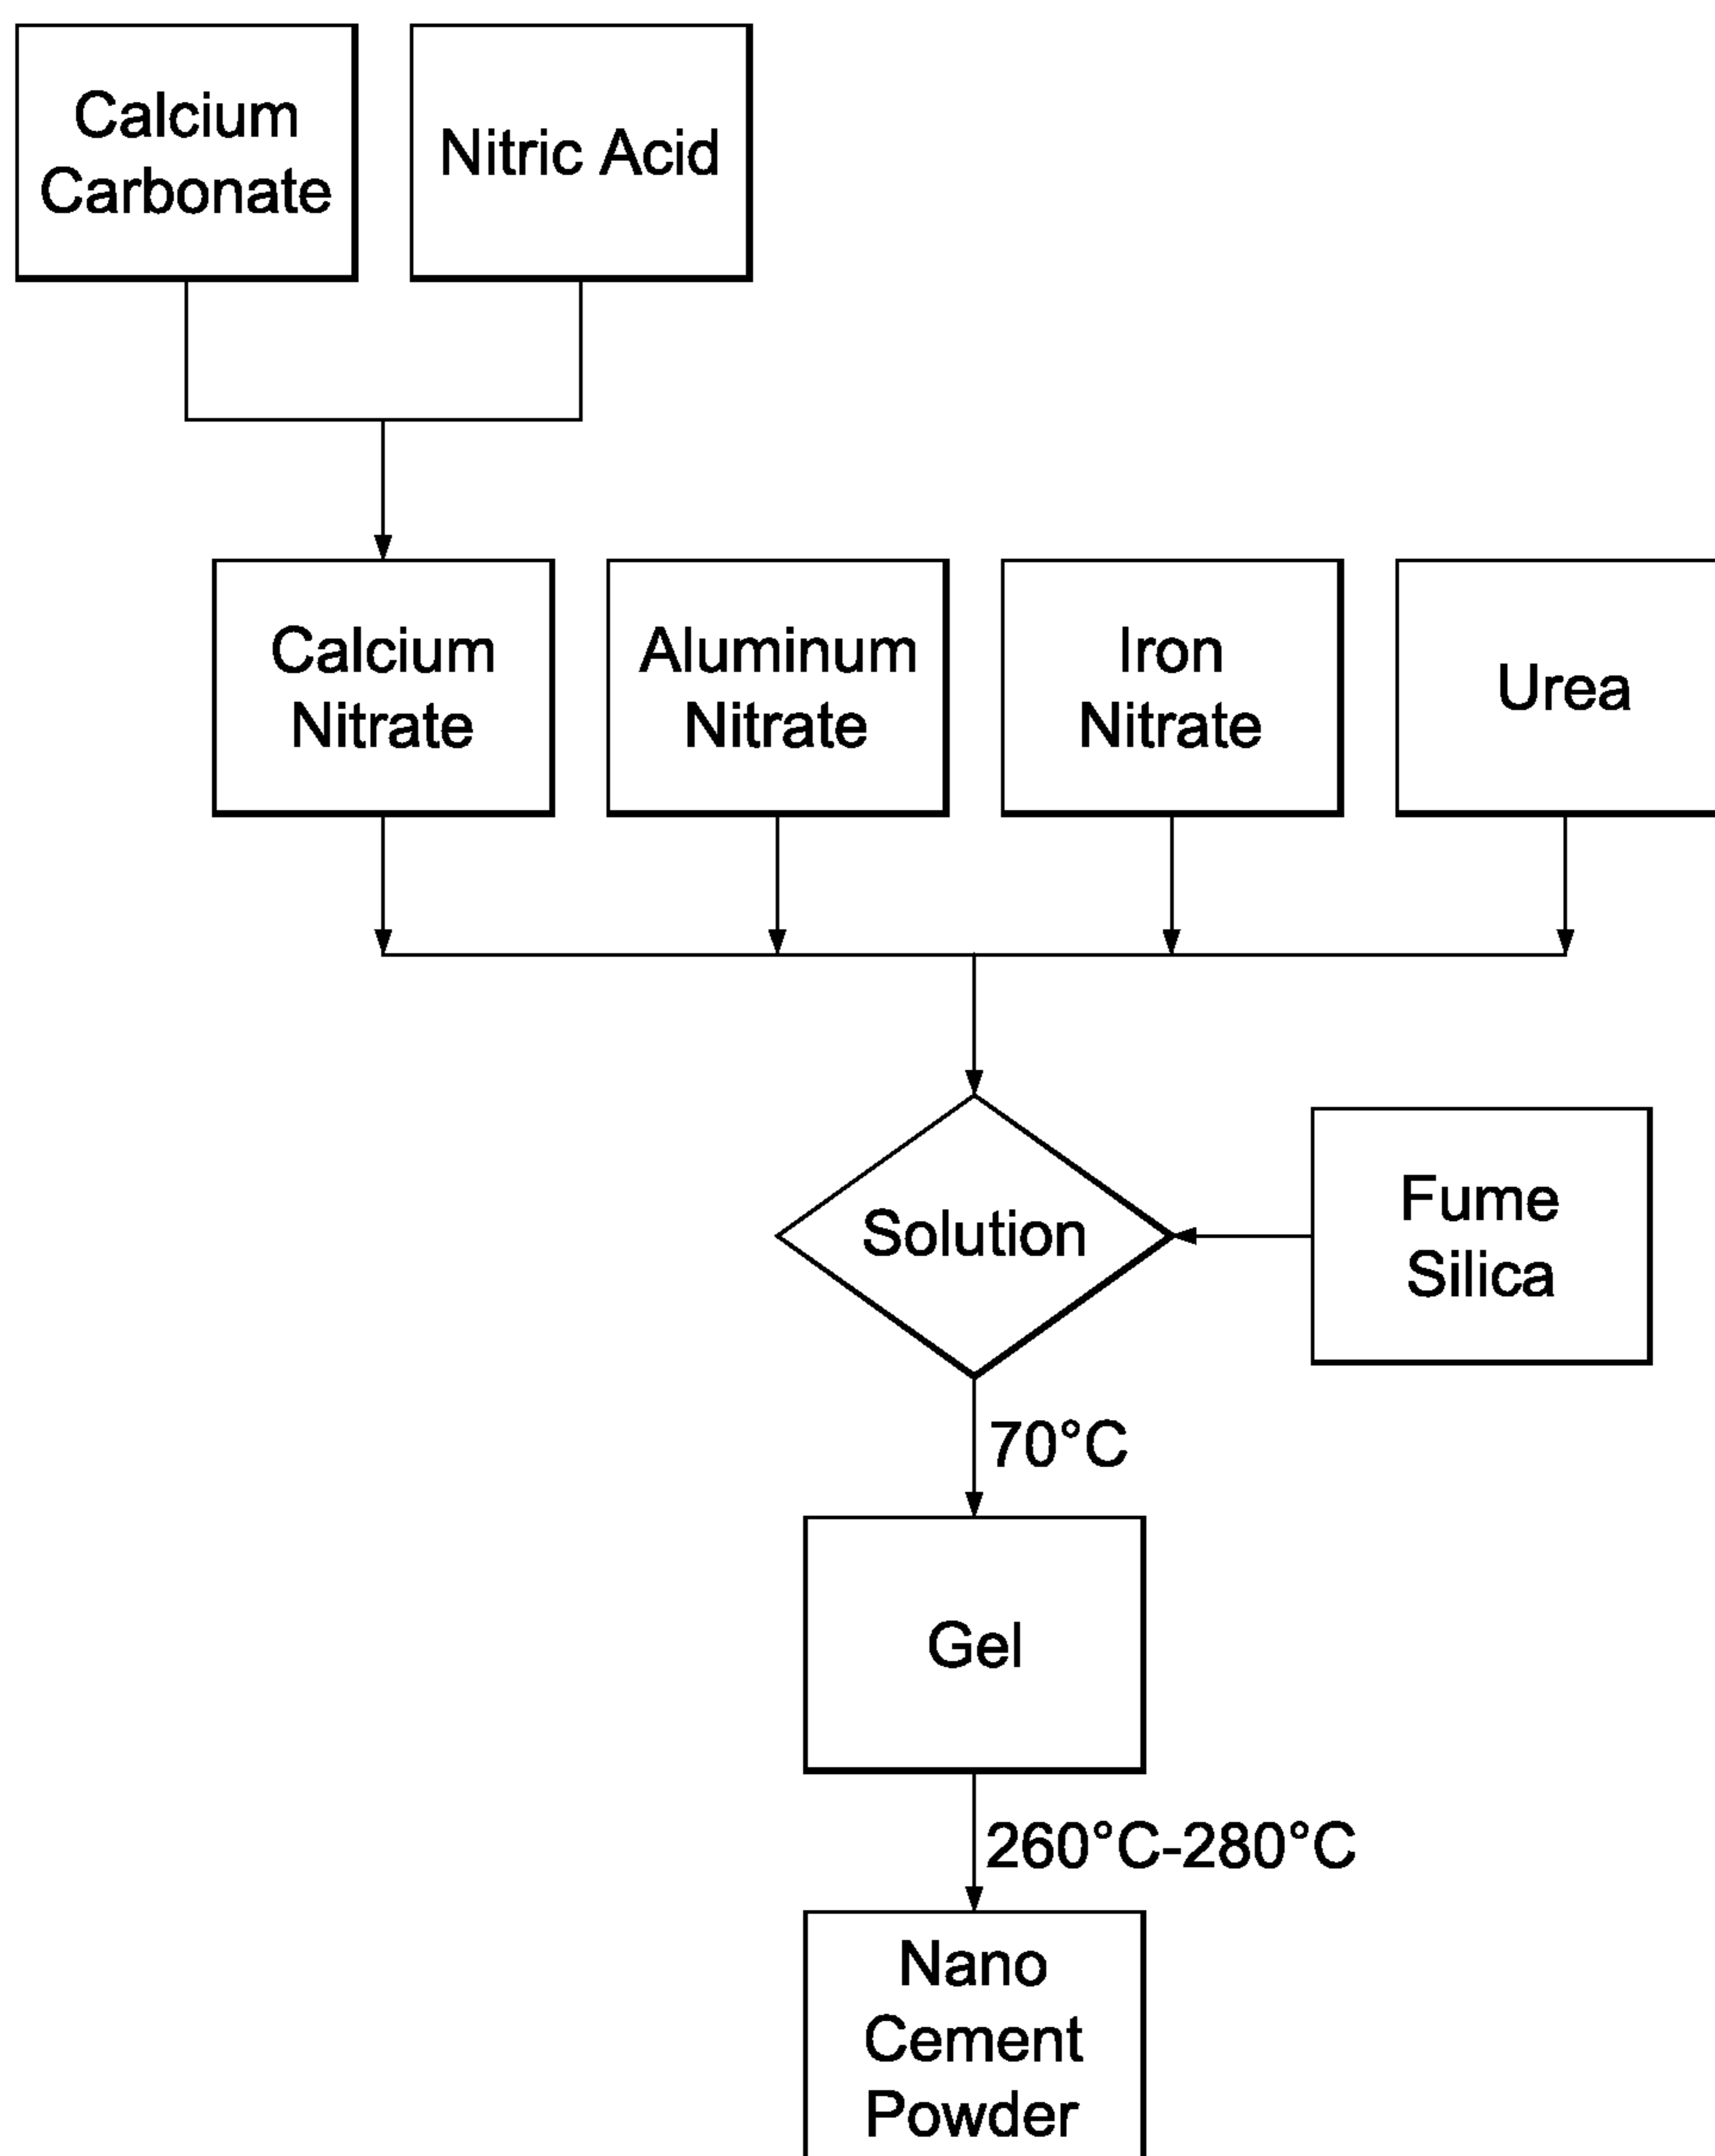 Calcium
Carbonate
Nitric Acid
Calcium
Nitrate
Aluminum
Nitrate
Iron
Nitrate
Urea
Solution
Fume
Silica
70°C
Gel
260°C-280°C
Nano
Cement
Powder